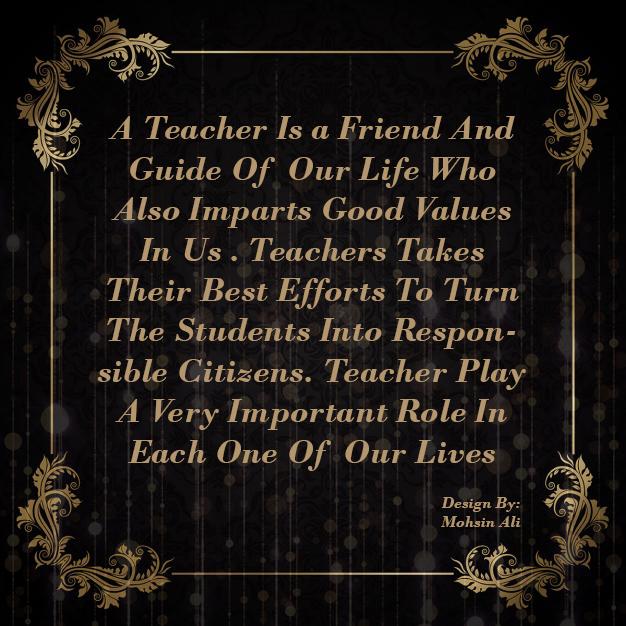 A Teacher Is a Friend And
Guide Of Our Life Who
Also Imparts Good Values
In Us . Teachers Takes
Their Best Efforts To Turn
The Students Into Respon-
sible Citizens. Teacher Play
A Very Important Role In
Each One Of Our Lives
Design By:
Mohsin Ali